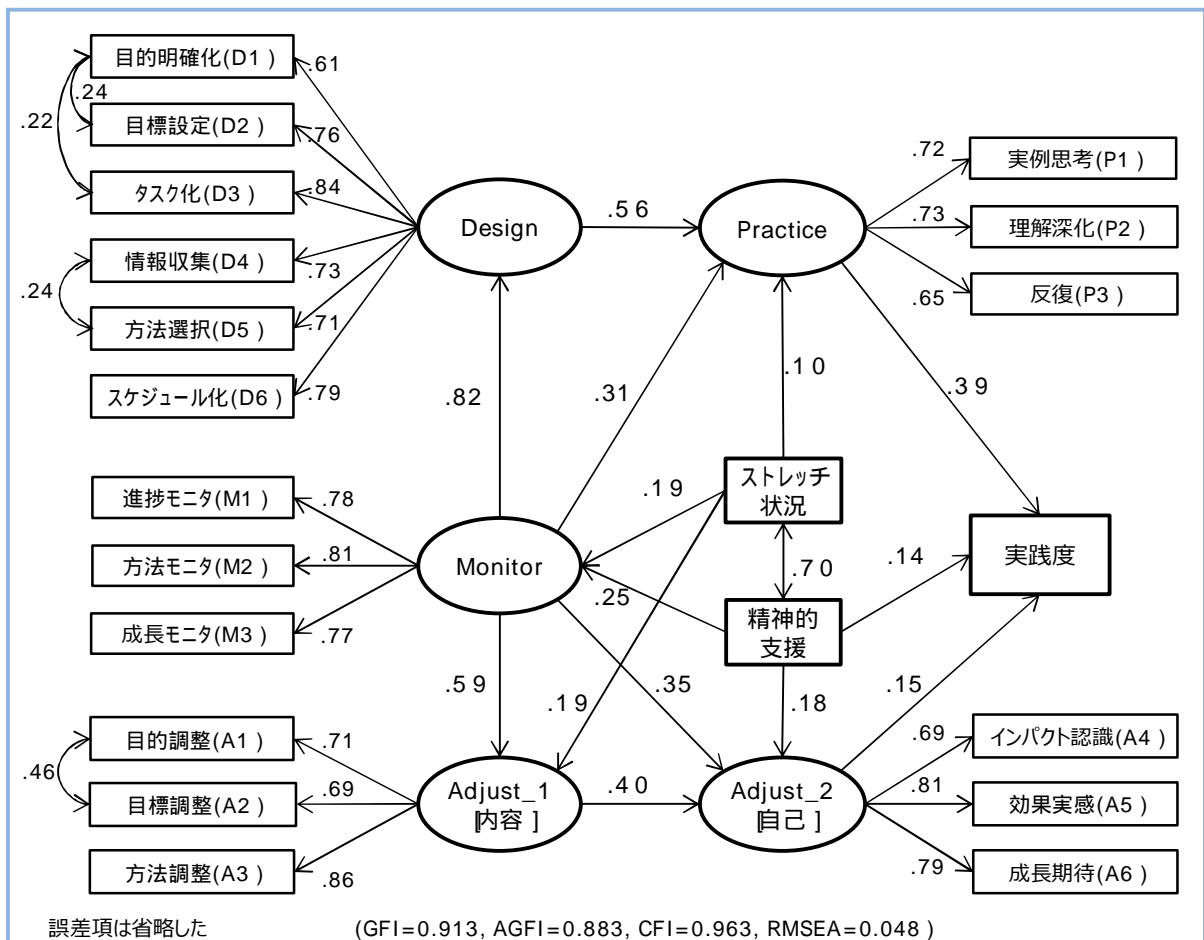 目的明確化(D1 )
.61
.24
.22
目標設定(D2 )
.76
タスク化(D3 )
.84
情報収集(D4 )
.73
.24
方法選択(D5 )
.71
スケジュール化(D6 )
.79
Design
.56
Practice
.72
実例思考(P1 )
.73
理解深化(P2 )
.65
反復(P3 )
.82
.31
.10
.39
進捗モニタ(M1 )
.78
方法モニタ(M2 )
.81
成長モニタ(M3 )
.77
Monitor
.19
ストレッチ
状況
.70
.25
精神的
支援
.14
実践度
.59
.35
.19
.18
.15
目的調整(A1 )
.71
.46
目標調整(A2 )
.69
方法調整(A3 )
.86
Adjust_1
[内容 ]
.40
Adjust_2
[自己 ]
.69
インパクト認識(A4 )
.81
効果実感(A5 )
.79
成長期待(A6 )
誤差項は省略した
(GFI=0.913, AGFI=0.883, CFI=0.963, RMSEA=0.048 )